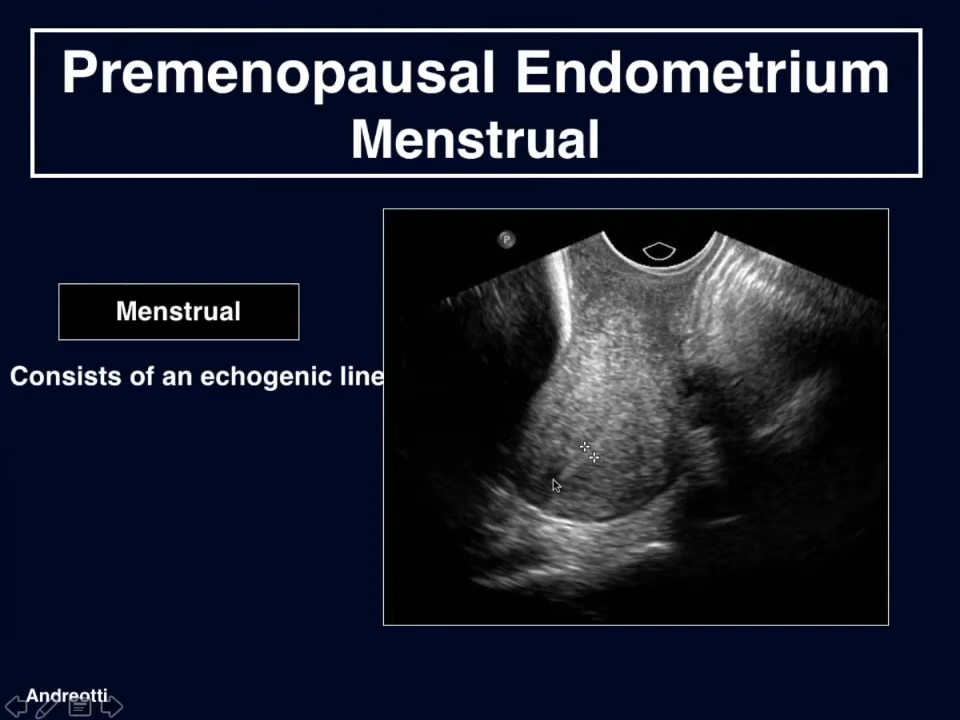 Premenopausal Endometrium
Menstrual
P
Menstrual
Consists of an echogenic line
Andreotti